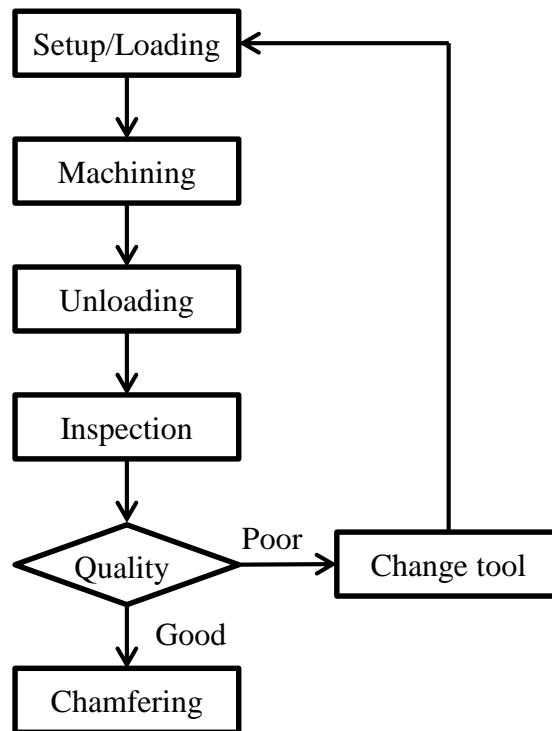 Setup/Loading
Machining
Unloading
Inspection
Poor
Quality
Change tool
Good
Chamfering